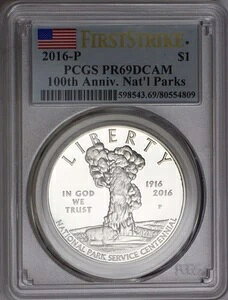 FIRSTSTRIKE
2016-P $1
PCGS PR69DCAM
100th Anniv. Nat'l Parks
598543.69/80554809
LIBERTY
IN GOD
WE
TRUST
1916
2016
P
NATIONAL PARK SERVICE CENTENNIAL
PCGS